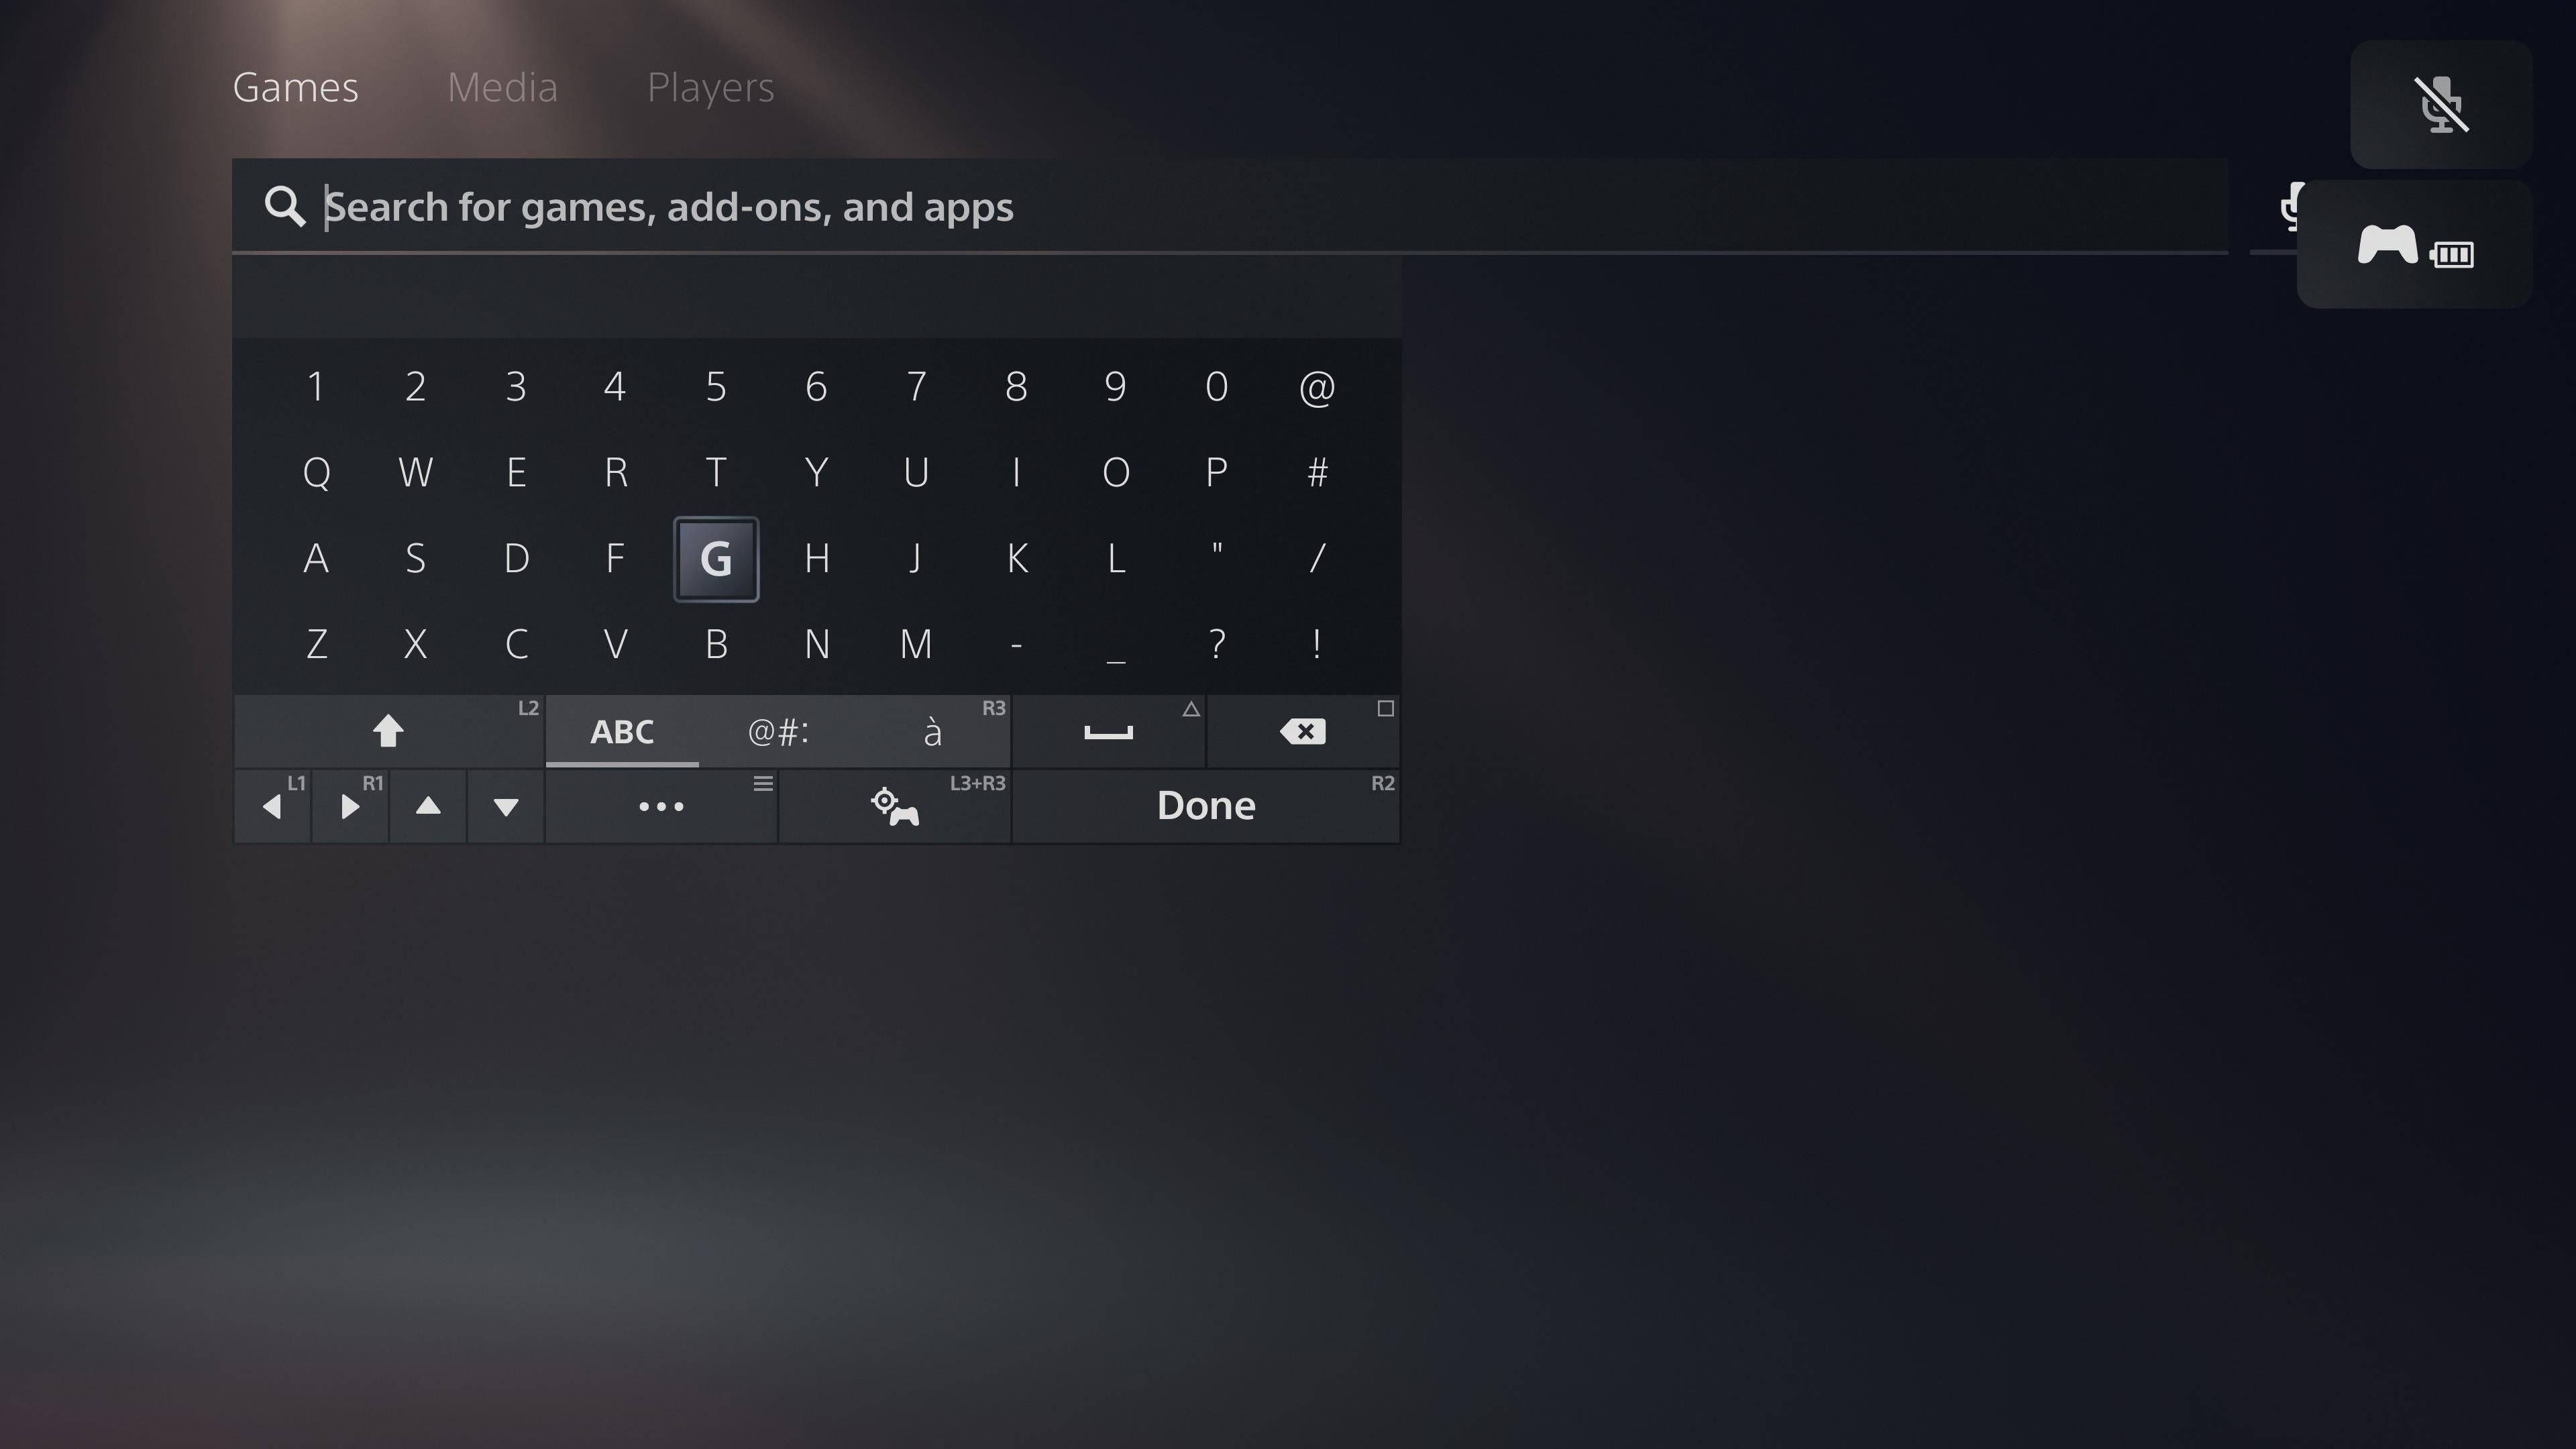 Games Media Players
Search for games, add-ons, and apps
1 2 3 4 5 6 7 8 9 0 @
Q W E R T Y U I O P #
A S D F G H J K L " /
Z X C V B N M - _ ? !
L2 ABC @#: à R3
L1 R1 ... L3+R3 Done R2